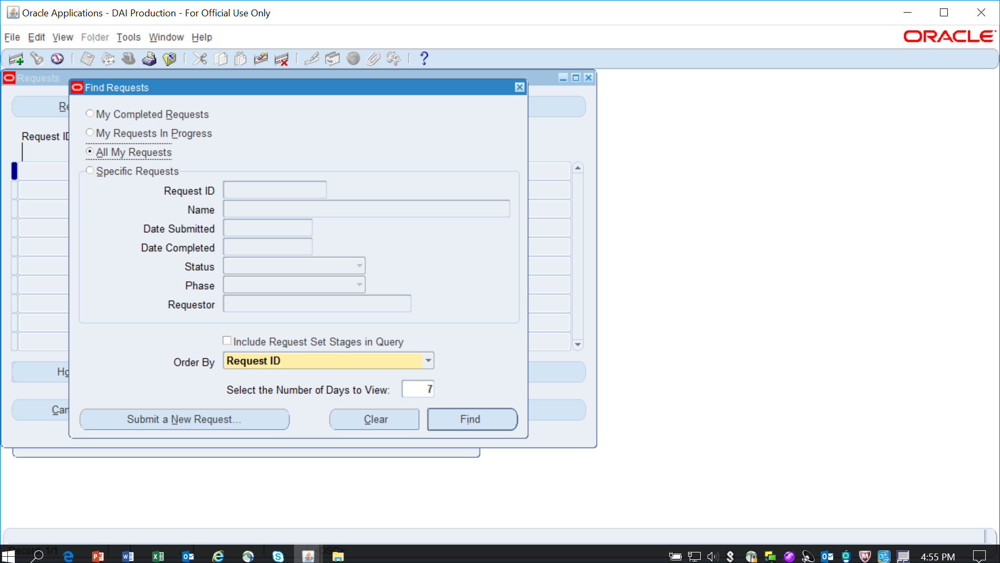 Oracle Applications - DAI Production - For Official Use Only
File Edit View Folder Tools Window Help
ORACLE
Requests
Find Requests
Re
Request ID
My Completed Requests
My Requests In Progress
All My Requests
Specific Requests
Request ID
Name
Date Submitted
Date Completed
Status
Phase
Requestor
Include Request Set Stages in Query
Order By Request ID
Select the Number of Days to View: 7
Ho
Can
Submit a New Request... Clear Find
Record: 1/1
<OSC>
4:55 PM